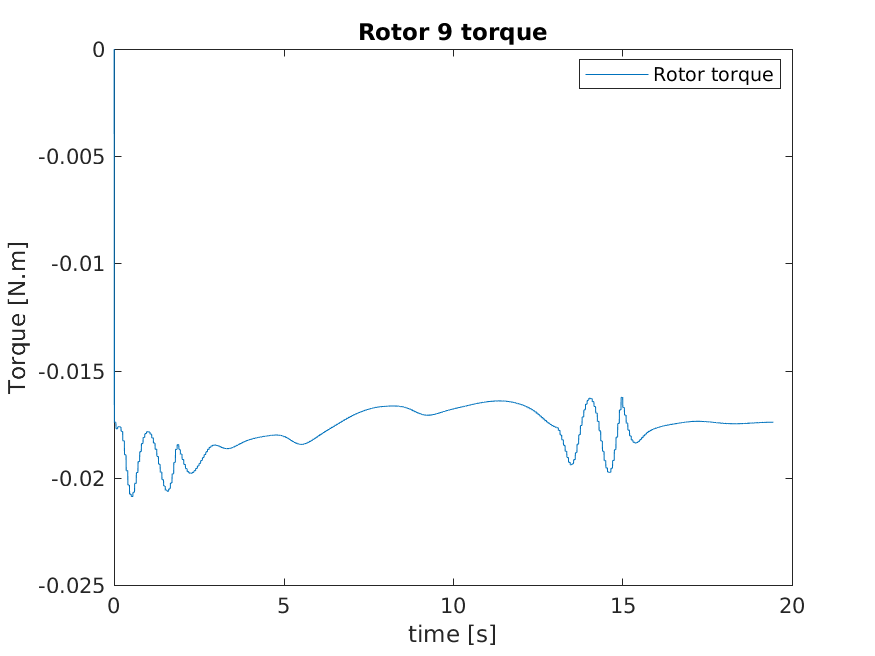 Rotor 9 torque
Rotor torque
0
-0.005
-0.01
-0.015
-0.02
-0.025
Torque [N.m]
0 5 10 15 20
time [s]